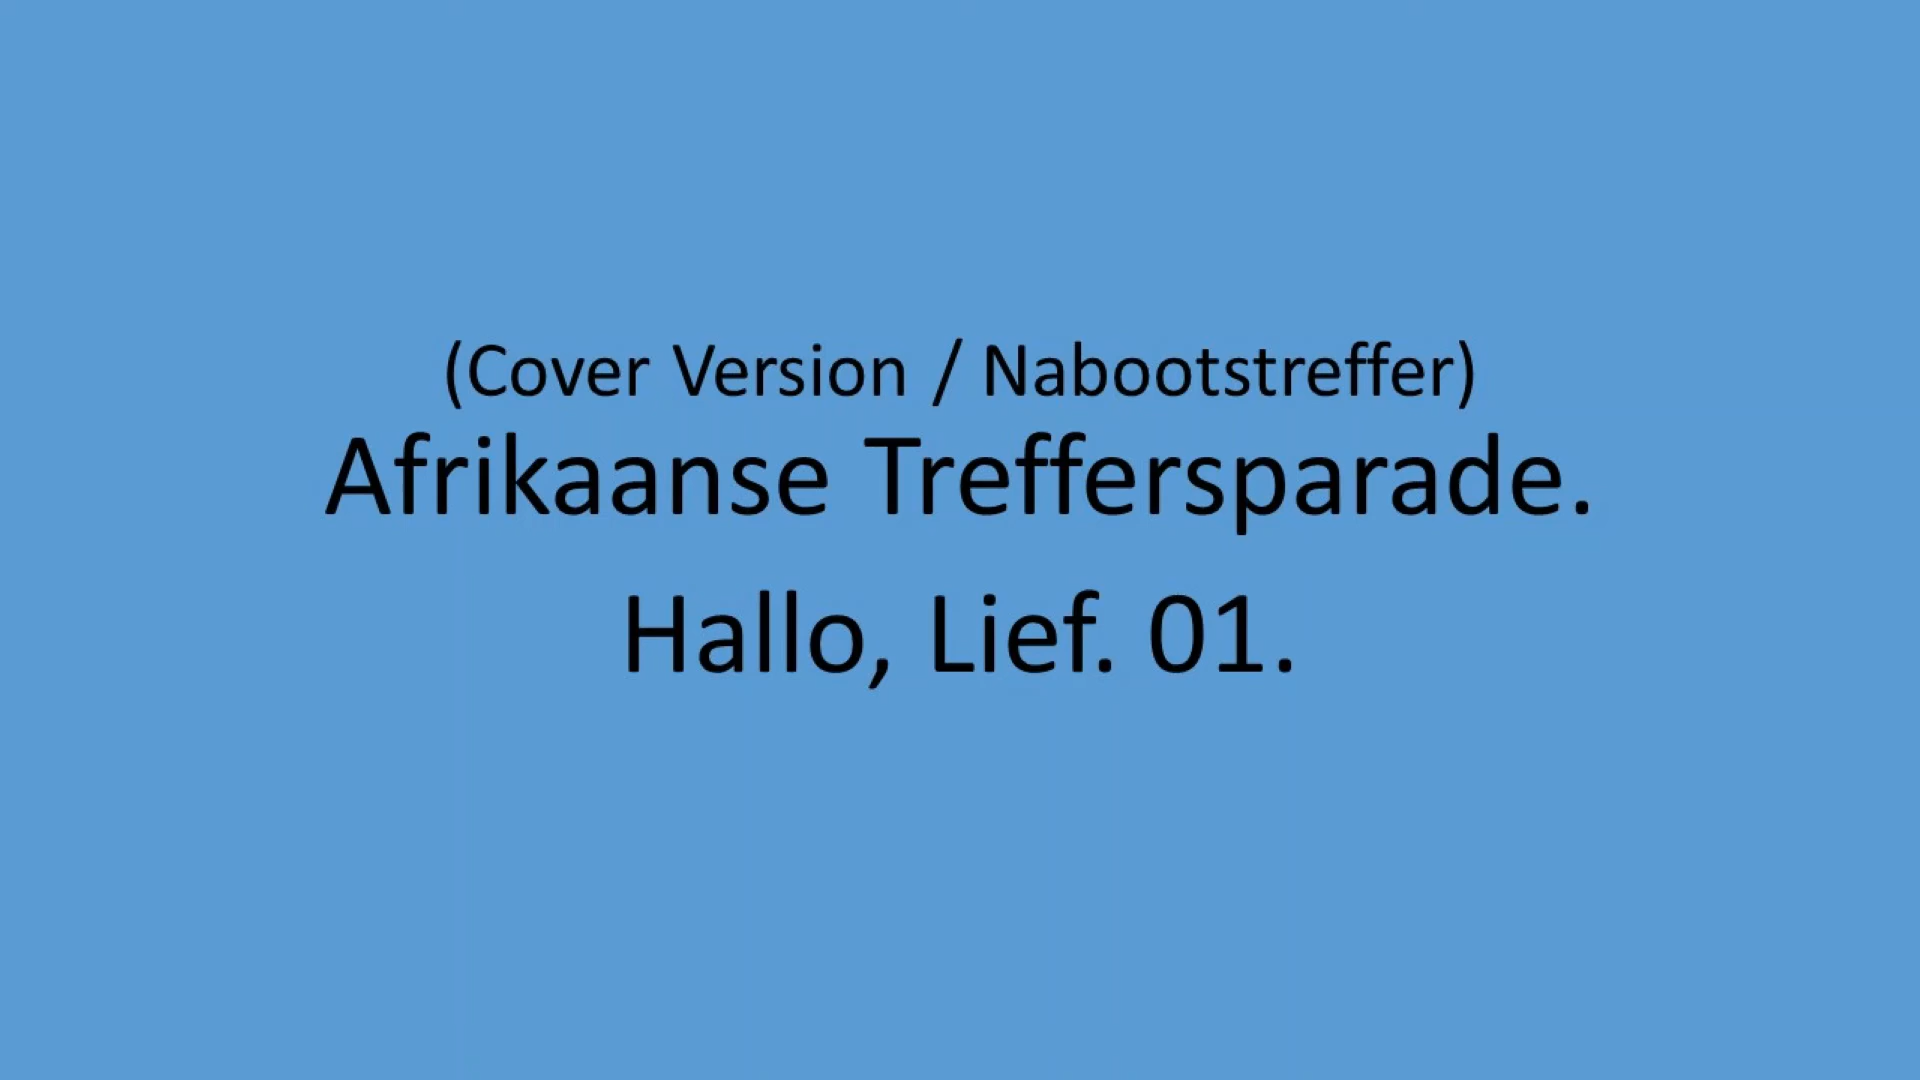 (Cover Version / Nabootstreffer)
Afrikaanse Treffersparade.
Hallo, Lief. 01.